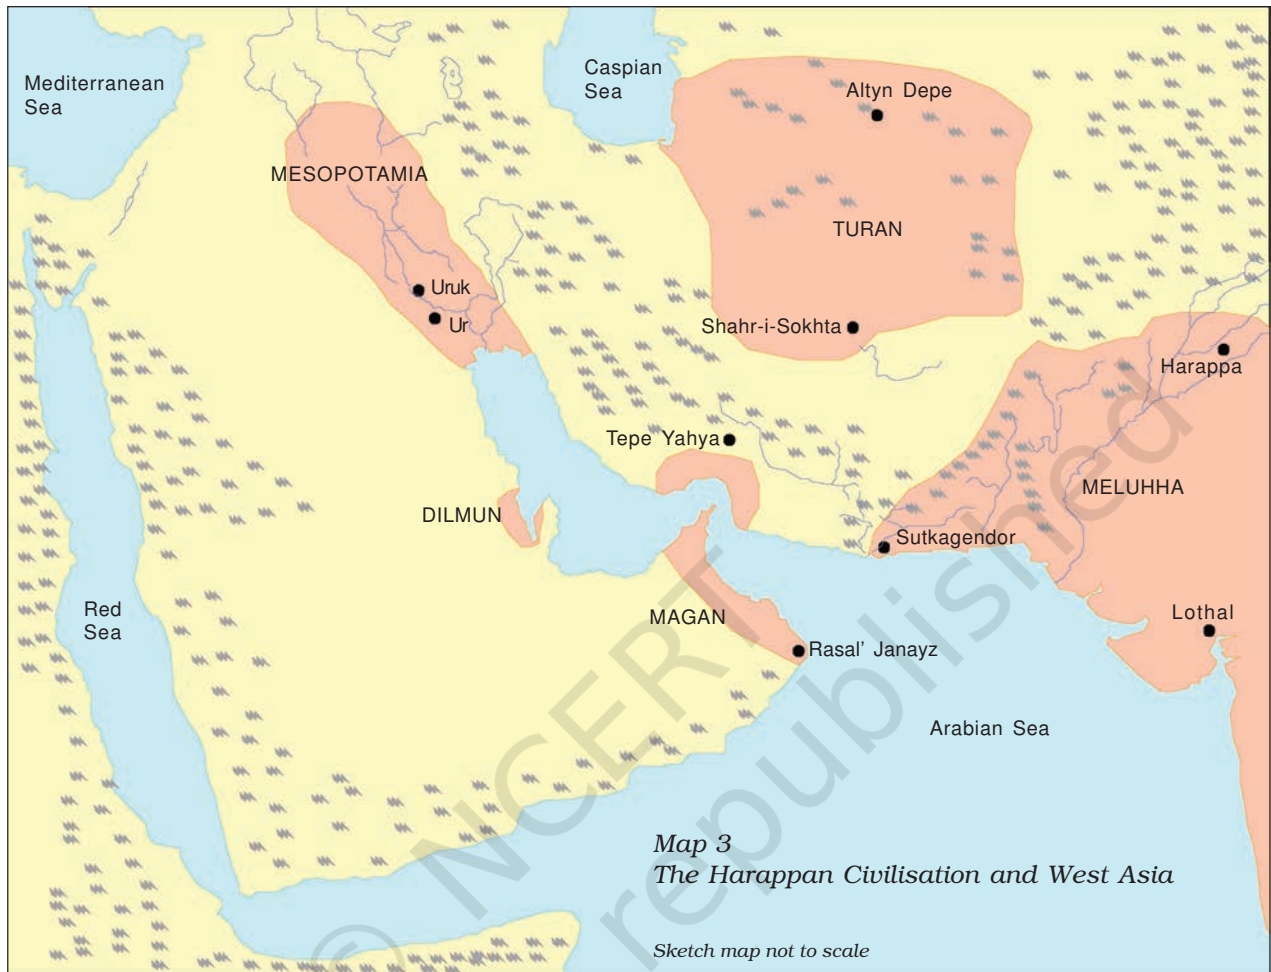 Mediterranean
Sea
Caspian
Sea
Altyn Depe
MESOPOTAMIA
TURAN
Uruk
Ur
Shahr-i-Sokhta
Harappa
Tepe Yahya
MELUHHA
DILMUN
Sutkagendor
Red
Sea
MAGAN
Lothal
Rasal' Janayz
Arabian Sea
Map 3
The Harappan Civilisation and West Asia
Sketch map not to scale
© NCERT
republished